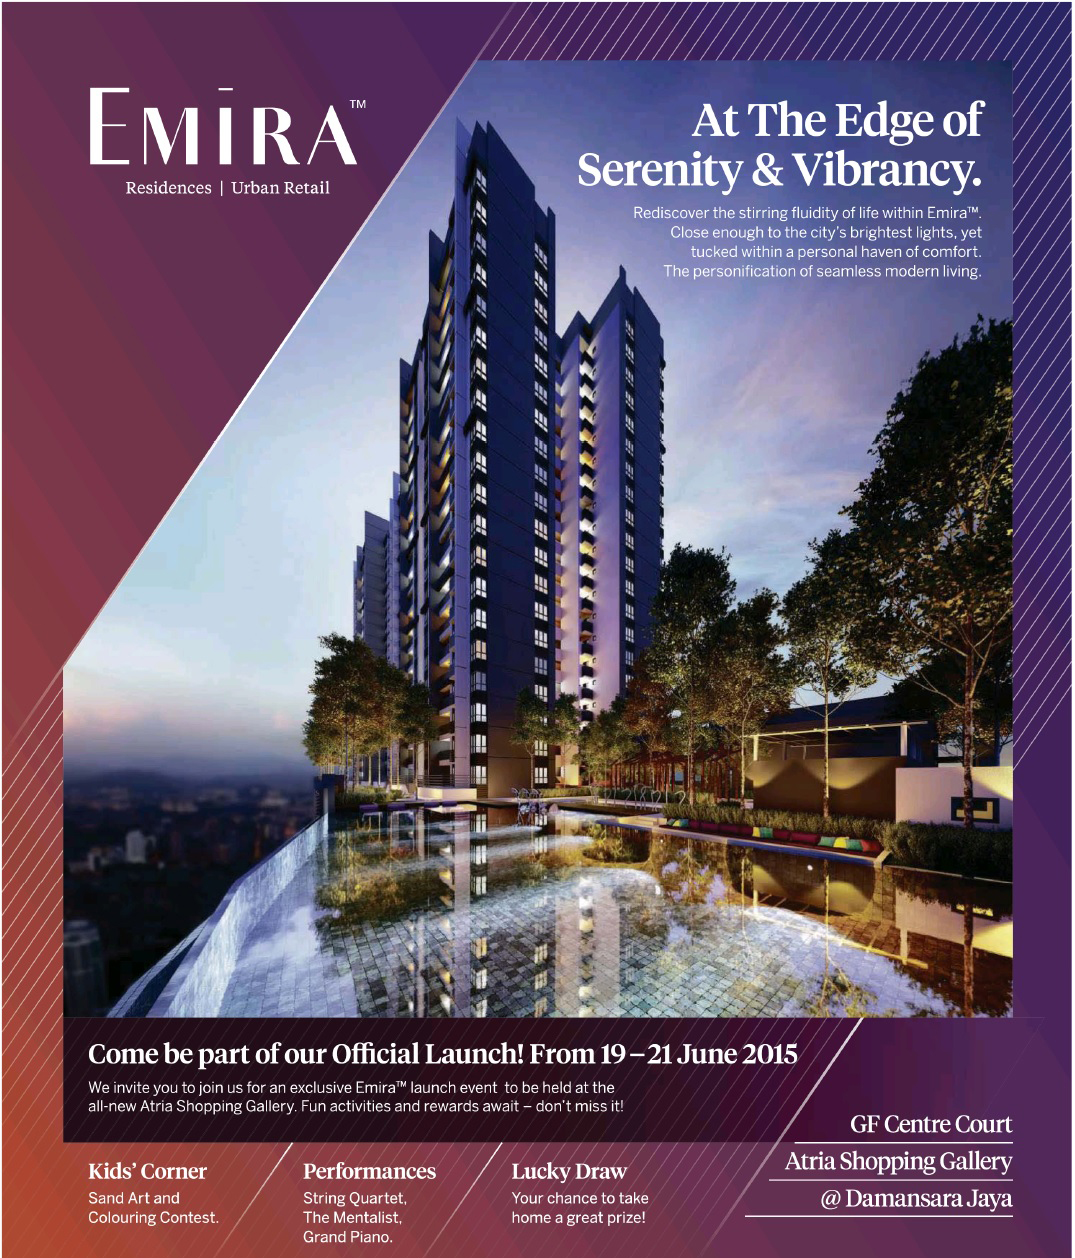 EMIRA™
Residences | Urban Retail
At The Edge of
Serenity & Vibrancy.
Rediscover the stirring fluidity of life within Emira™.
Close enough to the city's brightest lights, yet
tucked within a personal haven of comfort.
The personification of seamless modern living.
Come be part of our Official Launch! From 19 – 21 June 2015
We invite you to join us for an exclusive Emira™ launch event to be held at the
all-new Atria Shopping Gallery. Fun activities and rewards await – don't miss it!
Kids' Corner
Sand Art and
Colouring Contest.
Performances
String Quartet,
The Mentalist,
Grand Piano.
Lucky Draw
Your chance to take
home a great prize!
GF Centre Court
Atria Shopping Gallery
@ Damansara Jaya